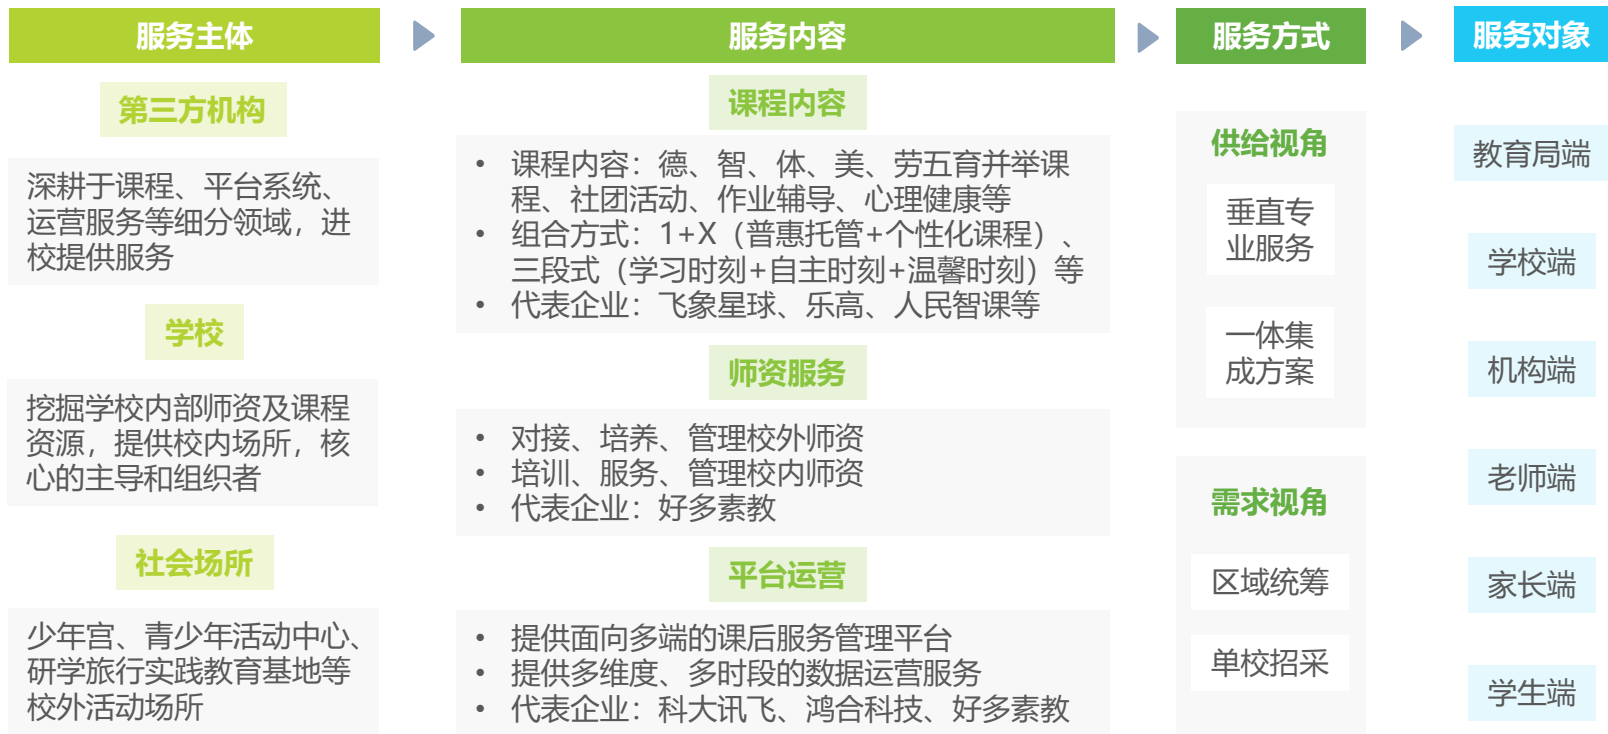 服务主体
第三方机构
深耕于课程、平台系统、
运营服务等细分领域，进
校提供服务
学校
挖掘学校内部师资及课程
资源，提供校内场所，核
心的主导和组织者
社会场所
少年宫、青少年活动中心、
研学旅行实践教育基地等
校外活动场所
服务内容
课程内容
• 课程内容：德、智、体、美、劳五育并举课
程、社团活动、作业辅导、心理健康等
• 组合方式：1+X（普惠托管+个性化课程）、
三段式（学习时刻+自主时刻+温馨时刻）等
• 代表企业：飞象星球、乐高、人民智课等
师资服务
• 对接、培养、管理校外师资
• 培训、服务、管理校内师资
• 代表企业：好多素教
平台运营
• 提供面向多端的课后服务管理平台
• 提供多维度、多时段的数据运营服务
• 代表企业：科大讯飞、鸿合科技、好多素教
服务方式
供给视角
垂直专
业服务
一体集
成方案
需求视角
区域统筹
单校招采
服务对象
教育局端
学校端
机构端
老师端
家长端
学生端